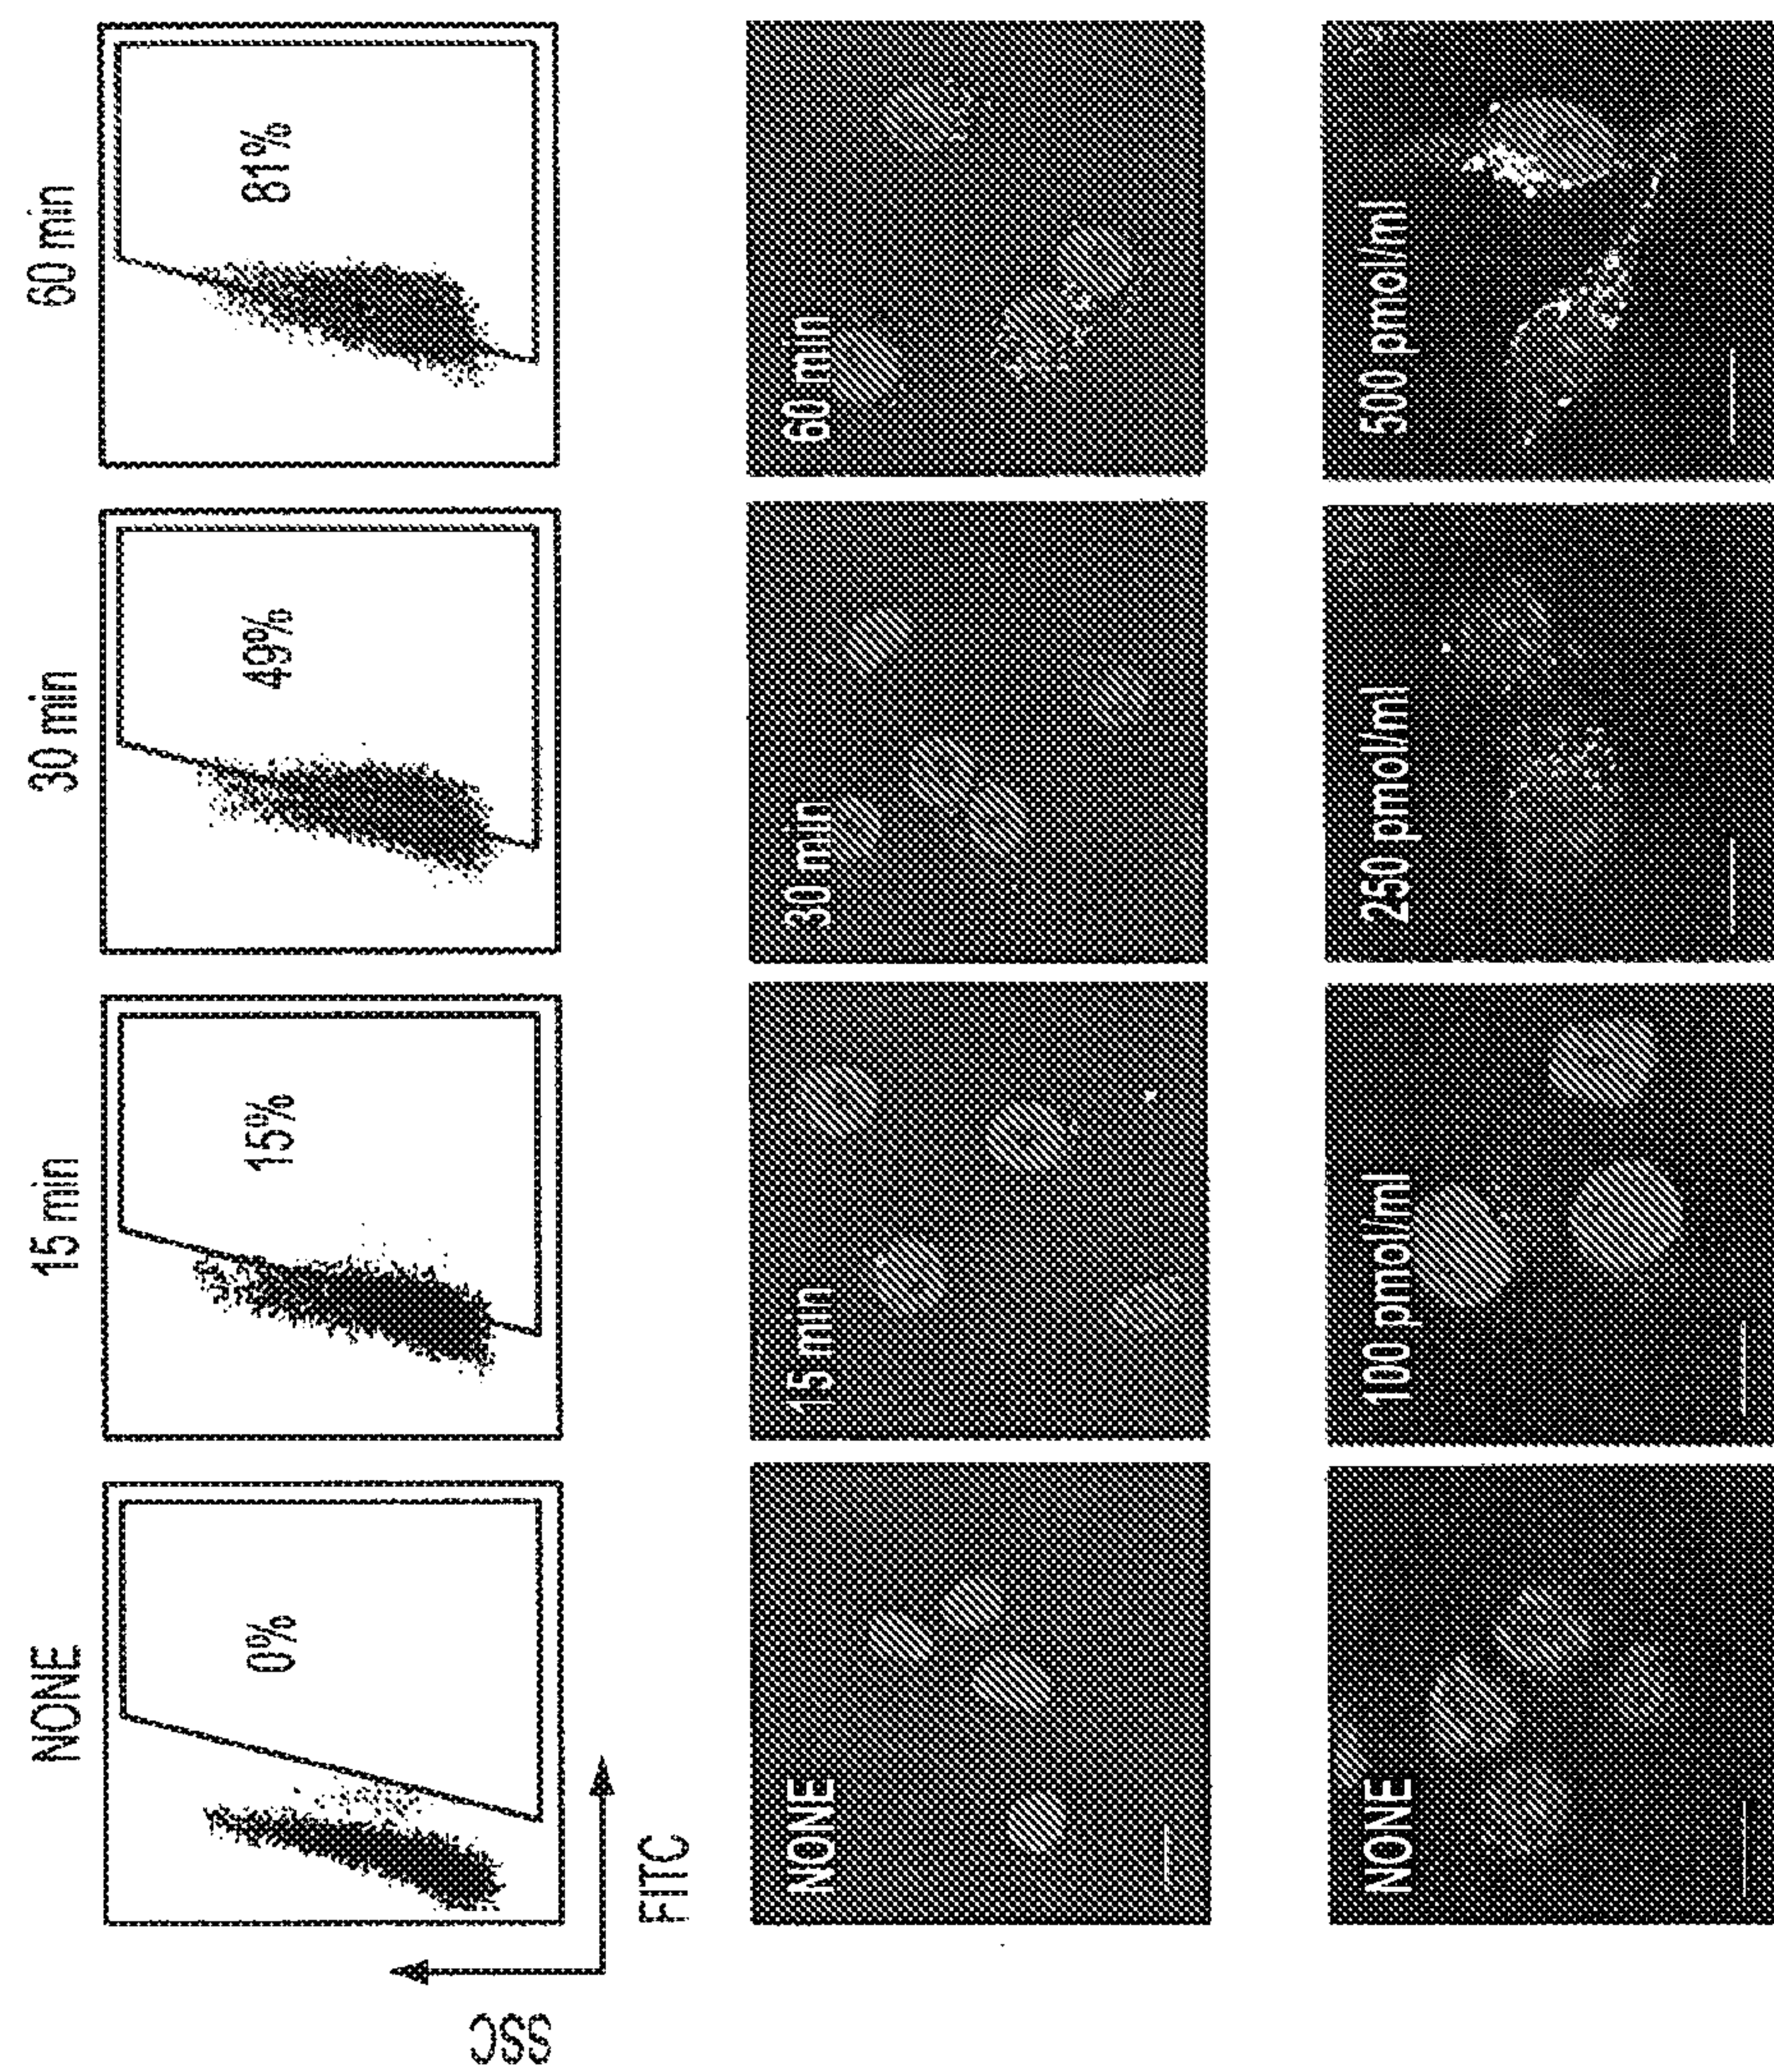 NONE 15 min 30 min 60 min
0% 15% 49% 81%
SSC
FITC
NONE 15 min 30 min 60 min
NONE 100 pmol/ml 250 pmol/ml 500 pmol/ml